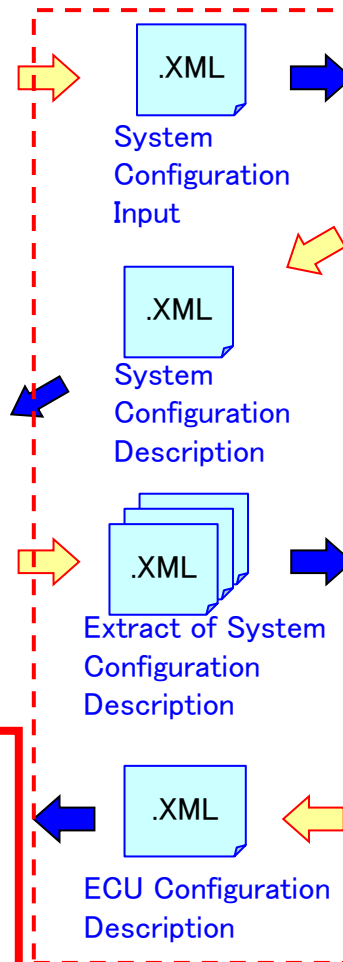 .XML
System
Configuration
Input
.XML
System
Configuration
Description
.XML
Extract of System
Configuration
Description
.XML
ECU Configuration
Description